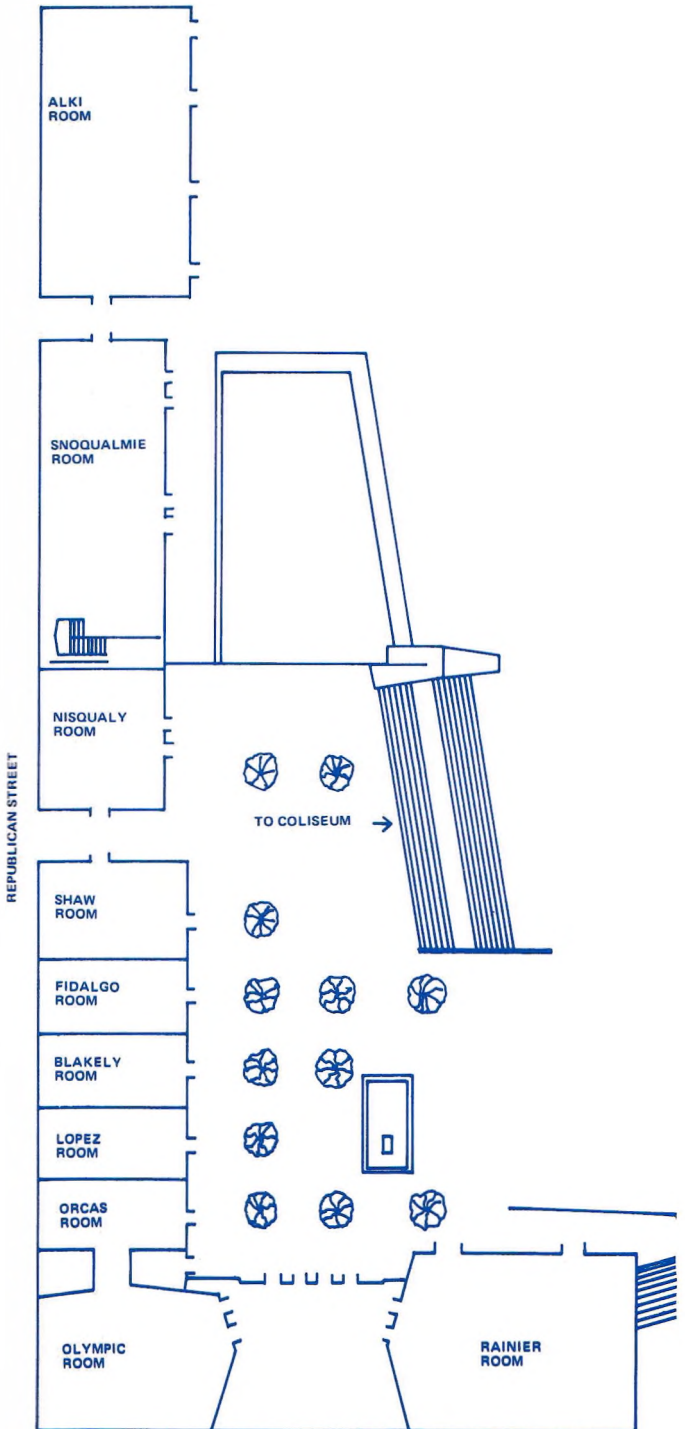 ALKI
ROOM
SNOQUALMIE
ROOM
NISQUALY
ROOM
REPUBLICAN STREET
TO COLISEUM →
SHAW
ROOM
FIDALGO
ROOM
BLAKELY
ROOM
LOPEZ
ROOM
ORCAS
ROOM
OLYMPIC
ROOM
RAINIER
ROOM